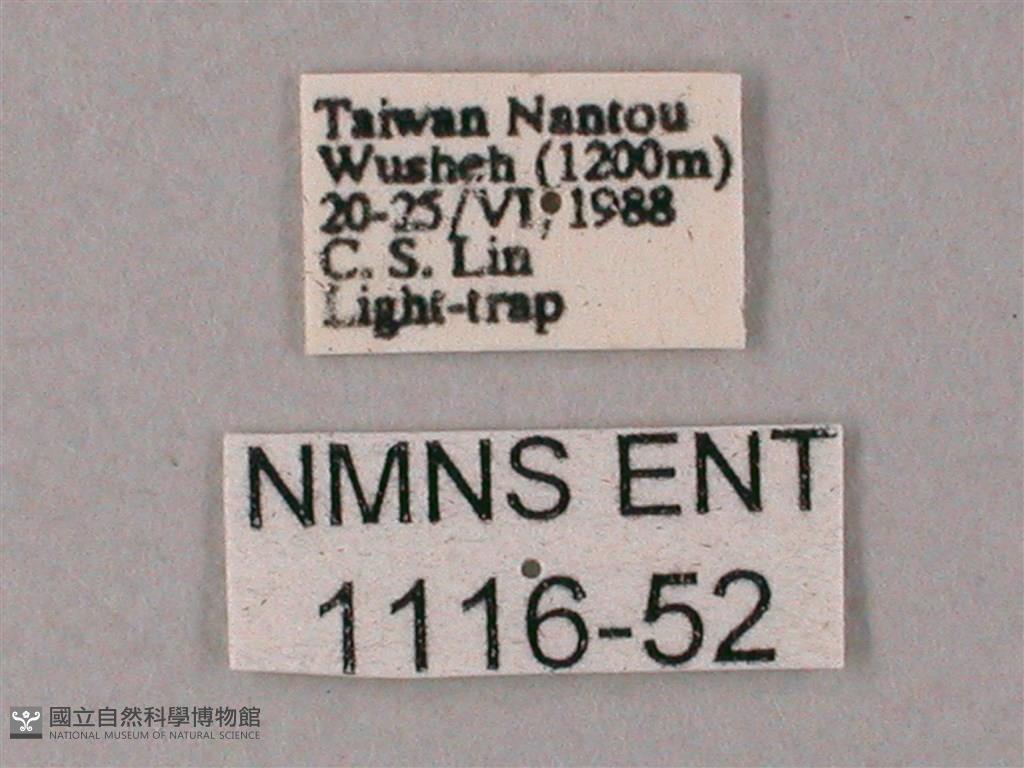 Taiwan Nantou
Wusheh (1200m)
20-25/VI, 1988
C. S. Lin
Light-trap
NMNS ENT
1116-52
國立自然科學博物館
NATIONAL MUSEUM OF NATURAL SCIENCE